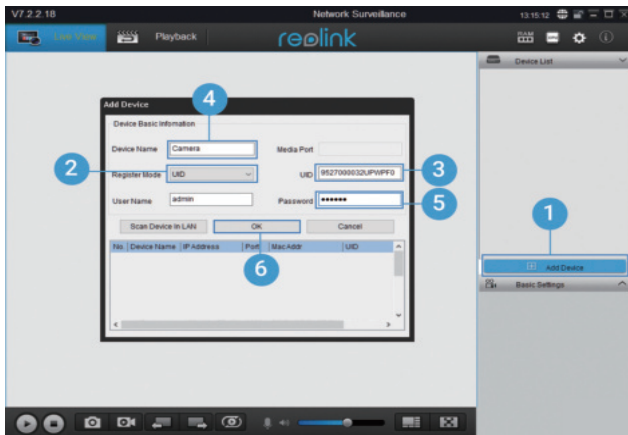 V7.2.2.18 Network Surveillance 13:15:12
Live View Playback reolink
Device List
Add Device
4
Device Basic Infomation
Device Name Camera Media Port
2 Register Mode UID UID 9527000032UPWPF0 3
User Name admin Password ●●●●●● 5
1
Scan Device in LAN OK Cancel
No. Device Name IP Address Port Mac Addr UID
6
Add Device
Basic Settings